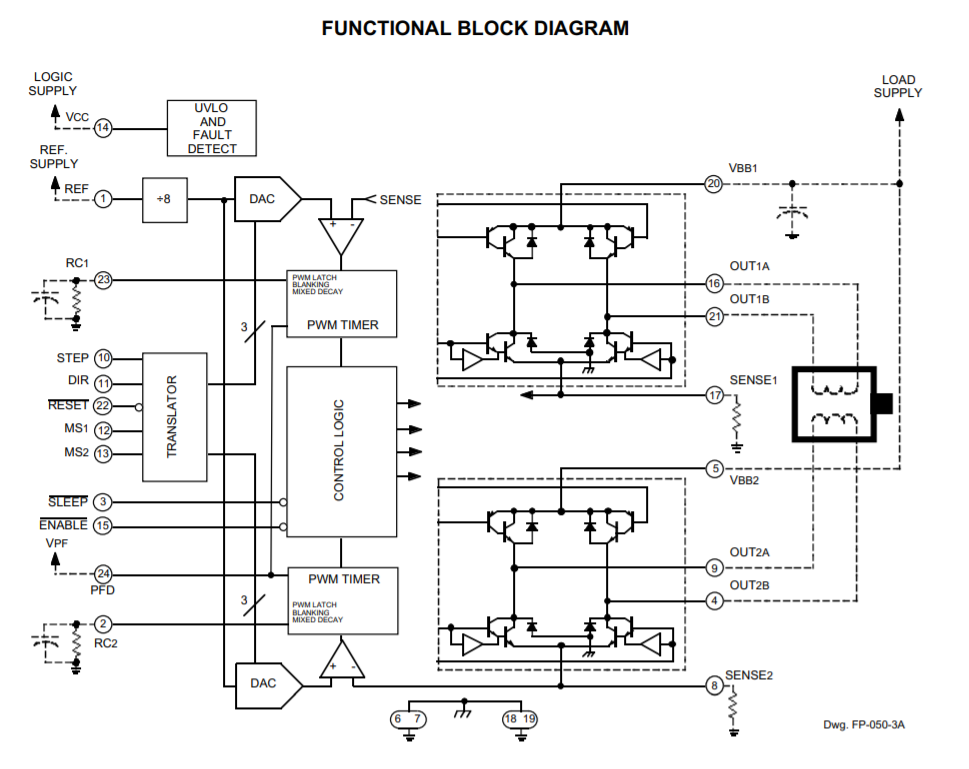 FUNCTIONAL BLOCK DIAGRAM
LOGIC
SUPPLY
VCC
14
UVLO
AND
FAULT
DETECT
REF.
SUPPLY
REF
1
÷8
DAC
+ -
SENSE
RC1
23
PWM LATCH
BLANKING
MIXED DECAY
PWM TIMER
3
STEP
10
DIR
11
RESET
22
MS1
12
MS2
13
TRANSLATOR
CONTROL LOGIC
SLEEP
3
ENABLE
15
VPF
24
PFD
PWM TIMER
PWM LATCH
BLANKING
MIXED DECAY
3
2
RC2
DAC
+ -
LOAD
SUPPLY
VBB1
20
OUT1A
16
OUT1B
21
SENSE1
17
5
VBB2
OUT2A
9
OUT2B
4
SENSE2
8
6 7
18 19
Dwg. FP-050-3A